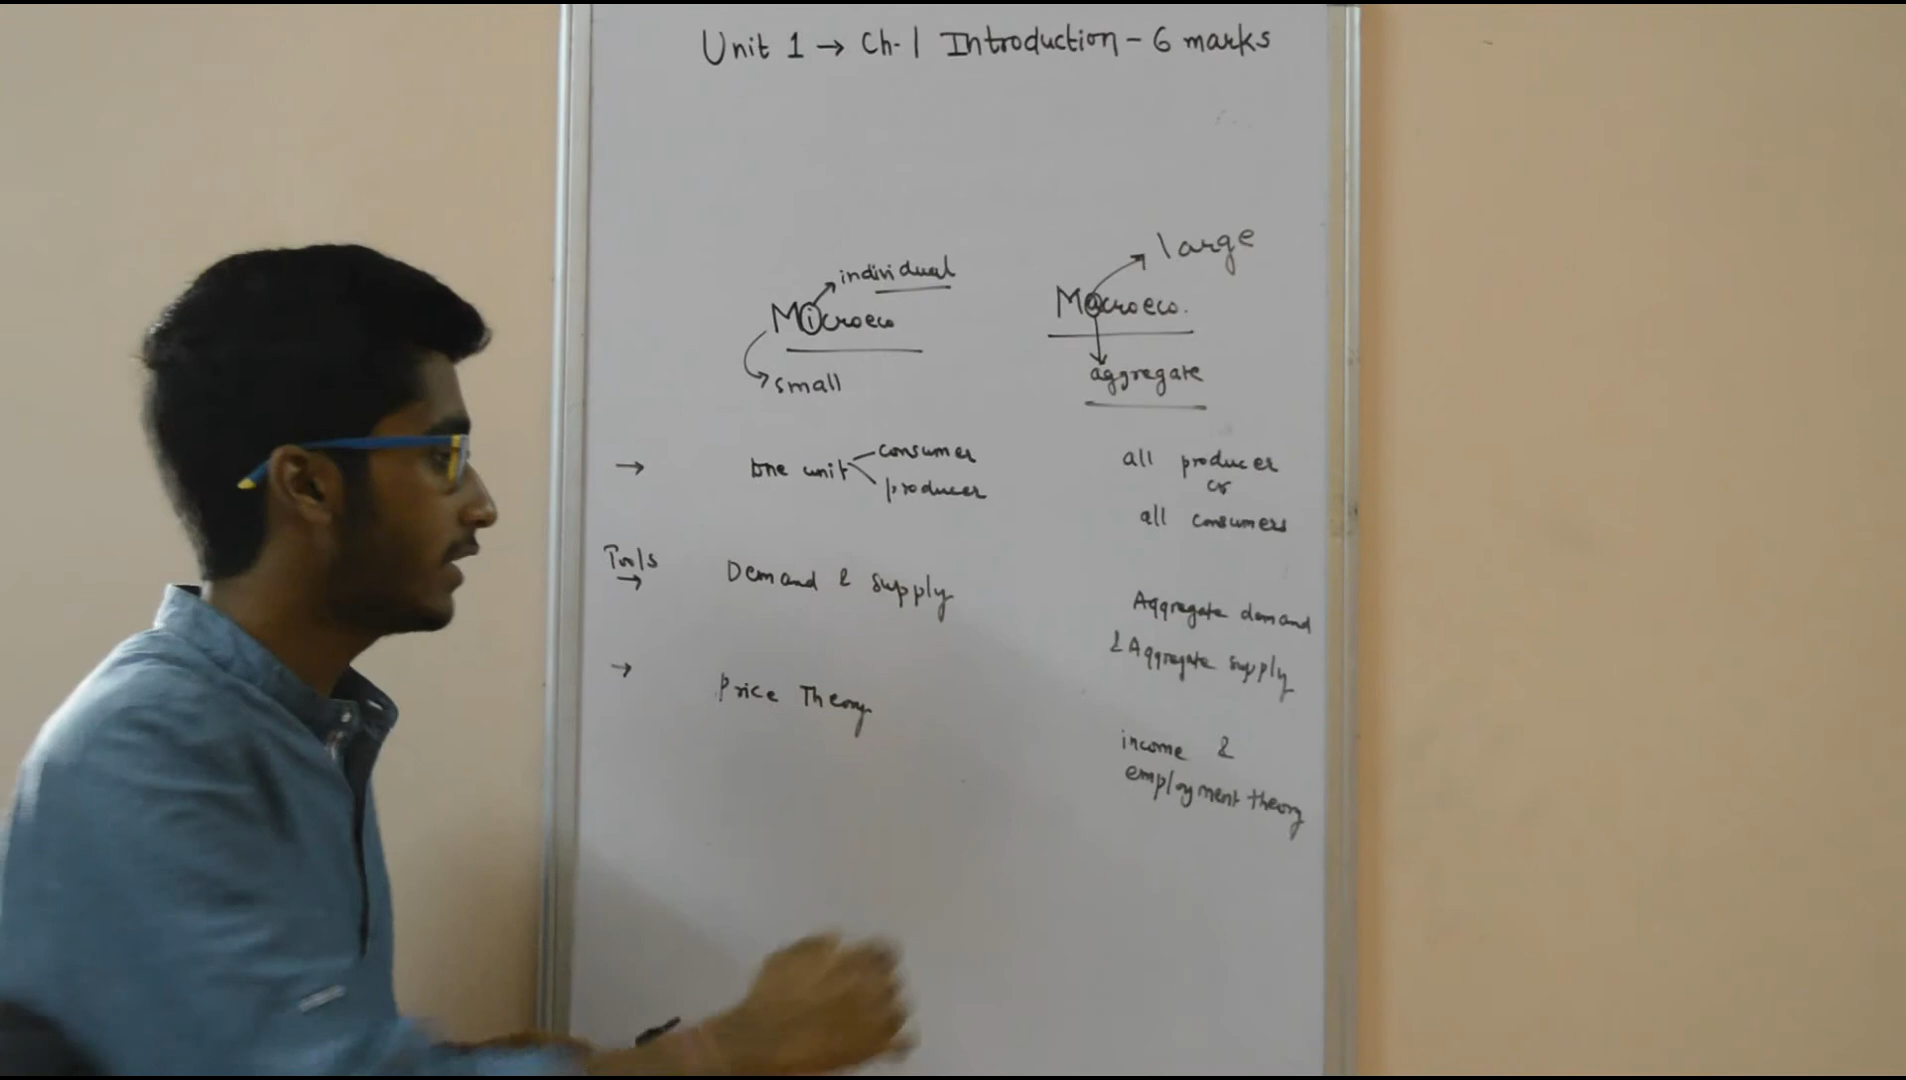 Unit 1 → Ch-1 Introduction - 6 marks
individual
Microeco
small
large
Macroeco.
aggregate
→ one unit consumer
producer
all producer
or
all consumers
Tools
→ Demand & supply
Aggregate demand
& Aggregate supply
→ Price Theory
income &
employment theory